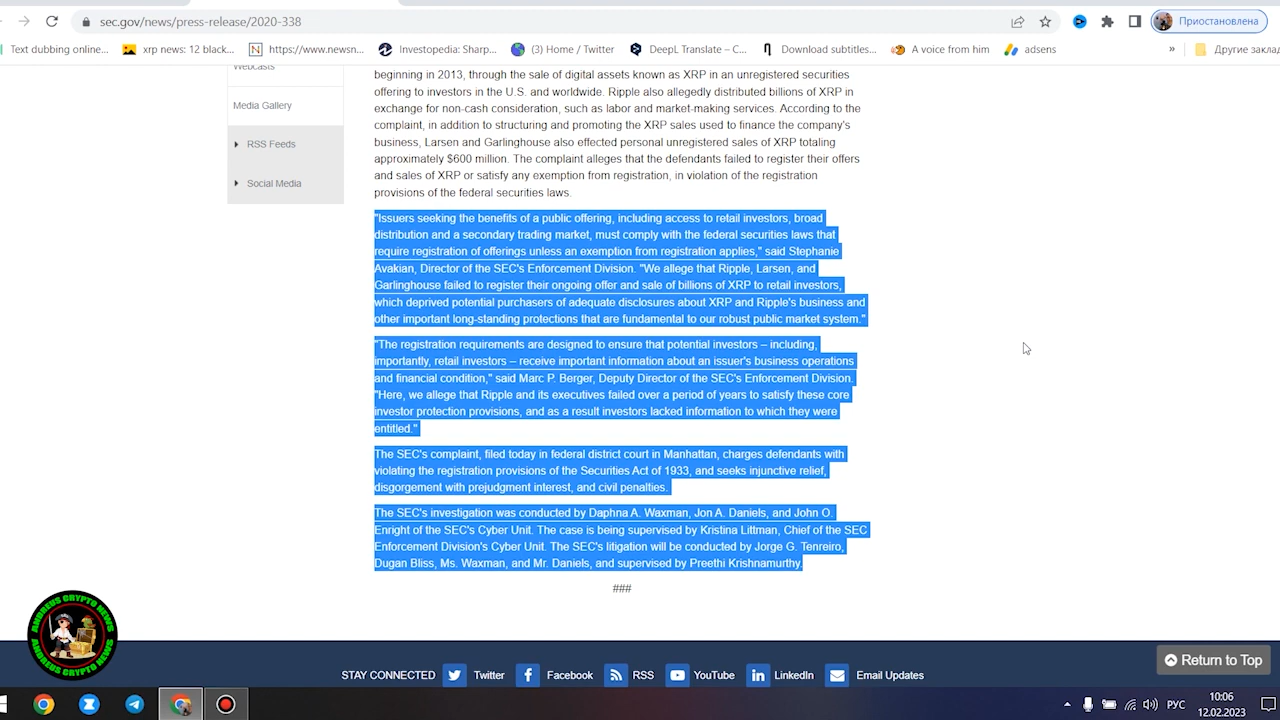 sec.gov/news/press-release/2020-338
Приостановлена
Text dubbing online...
xrp news: 12 black...
https://www.newsn...
Investopedia: Sharp...
(3) Home / Twitter
DeepL Translate – C...
Download subtitles...
A voice from him
adsens
»
Другие заклад
Webcasts
Media Gallery
RSS Feeds
Social Media
beginning in 2013, through the sale of digital assets known as XRP in an unregistered securities
offering to investors in the U.S. and worldwide. Ripple also allegedly distributed billions of XRP in
exchange for non-cash consideration, such as labor and market-making services. According to the
complaint, in addition to structuring and promoting the XRP sales used to finance the company's
business, Larsen and Garlinghouse also effected personal unregistered sales of XRP totaling
approximately $600 million. The complaint alleges that the defendants failed to register their offers
and sales of XRP or satisfy any exemption from registration, in violation of the registration
provisions of the federal securities laws.
"Issuers seeking the benefits of a public offering, including access to retail investors, broad
distribution and a secondary trading market, must comply with the federal securities laws that
require registration of offerings unless an exemption from registration applies," said Stephanie
Avakian, Director of the SEC's Enforcement Division. "We allege that Ripple, Larsen, and
Garlinghouse failed to register their ongoing offer and sale of billions of XRP to retail investors,
which deprived potential purchasers of adequate disclosures about XRP and Ripple's business and
other important long-standing protections that are fundamental to our robust public market system."
"The registration requirements are designed to ensure that potential investors – including,
importantly, retail investors – receive important information about an issuer's business operations
and financial condition," said Marc P. Berger, Deputy Director of the SEC's Enforcement Division.
"Here, we allege that Ripple and its executives failed over a period of years to satisfy these core
investor protection provisions, and as a result investors lacked information to which they were
entitled."
The SEC's complaint, filed today in federal district court in Manhattan, charges defendants with
violating the registration provisions of the Securities Act of 1933, and seeks injunctive relief,
disgorgement with prejudgment interest, and civil penalties.
The SEC's investigation was conducted by Daphna A. Waxman, Jon A. Daniels, and John O.
Enright of the SEC's Cyber Unit. The case is being supervised by Kristina Littman, Chief of the SEC
Enforcement Division's Cyber Unit. The SEC's litigation will be conducted by Jorge G. Tenreiro,
Dugan Bliss, Ms. Waxman, and Mr. Daniels, and supervised by Preethi Krishnamurthy.
###
ANDREUS CRYPTO NEWS
ANDREUS CRYPTO NEWS
Return to Top
STAY CONNECTED
Twitter
Facebook
RSS
YouTube
LinkedIn
Email Updates
РУС
10:06
12.02.2023